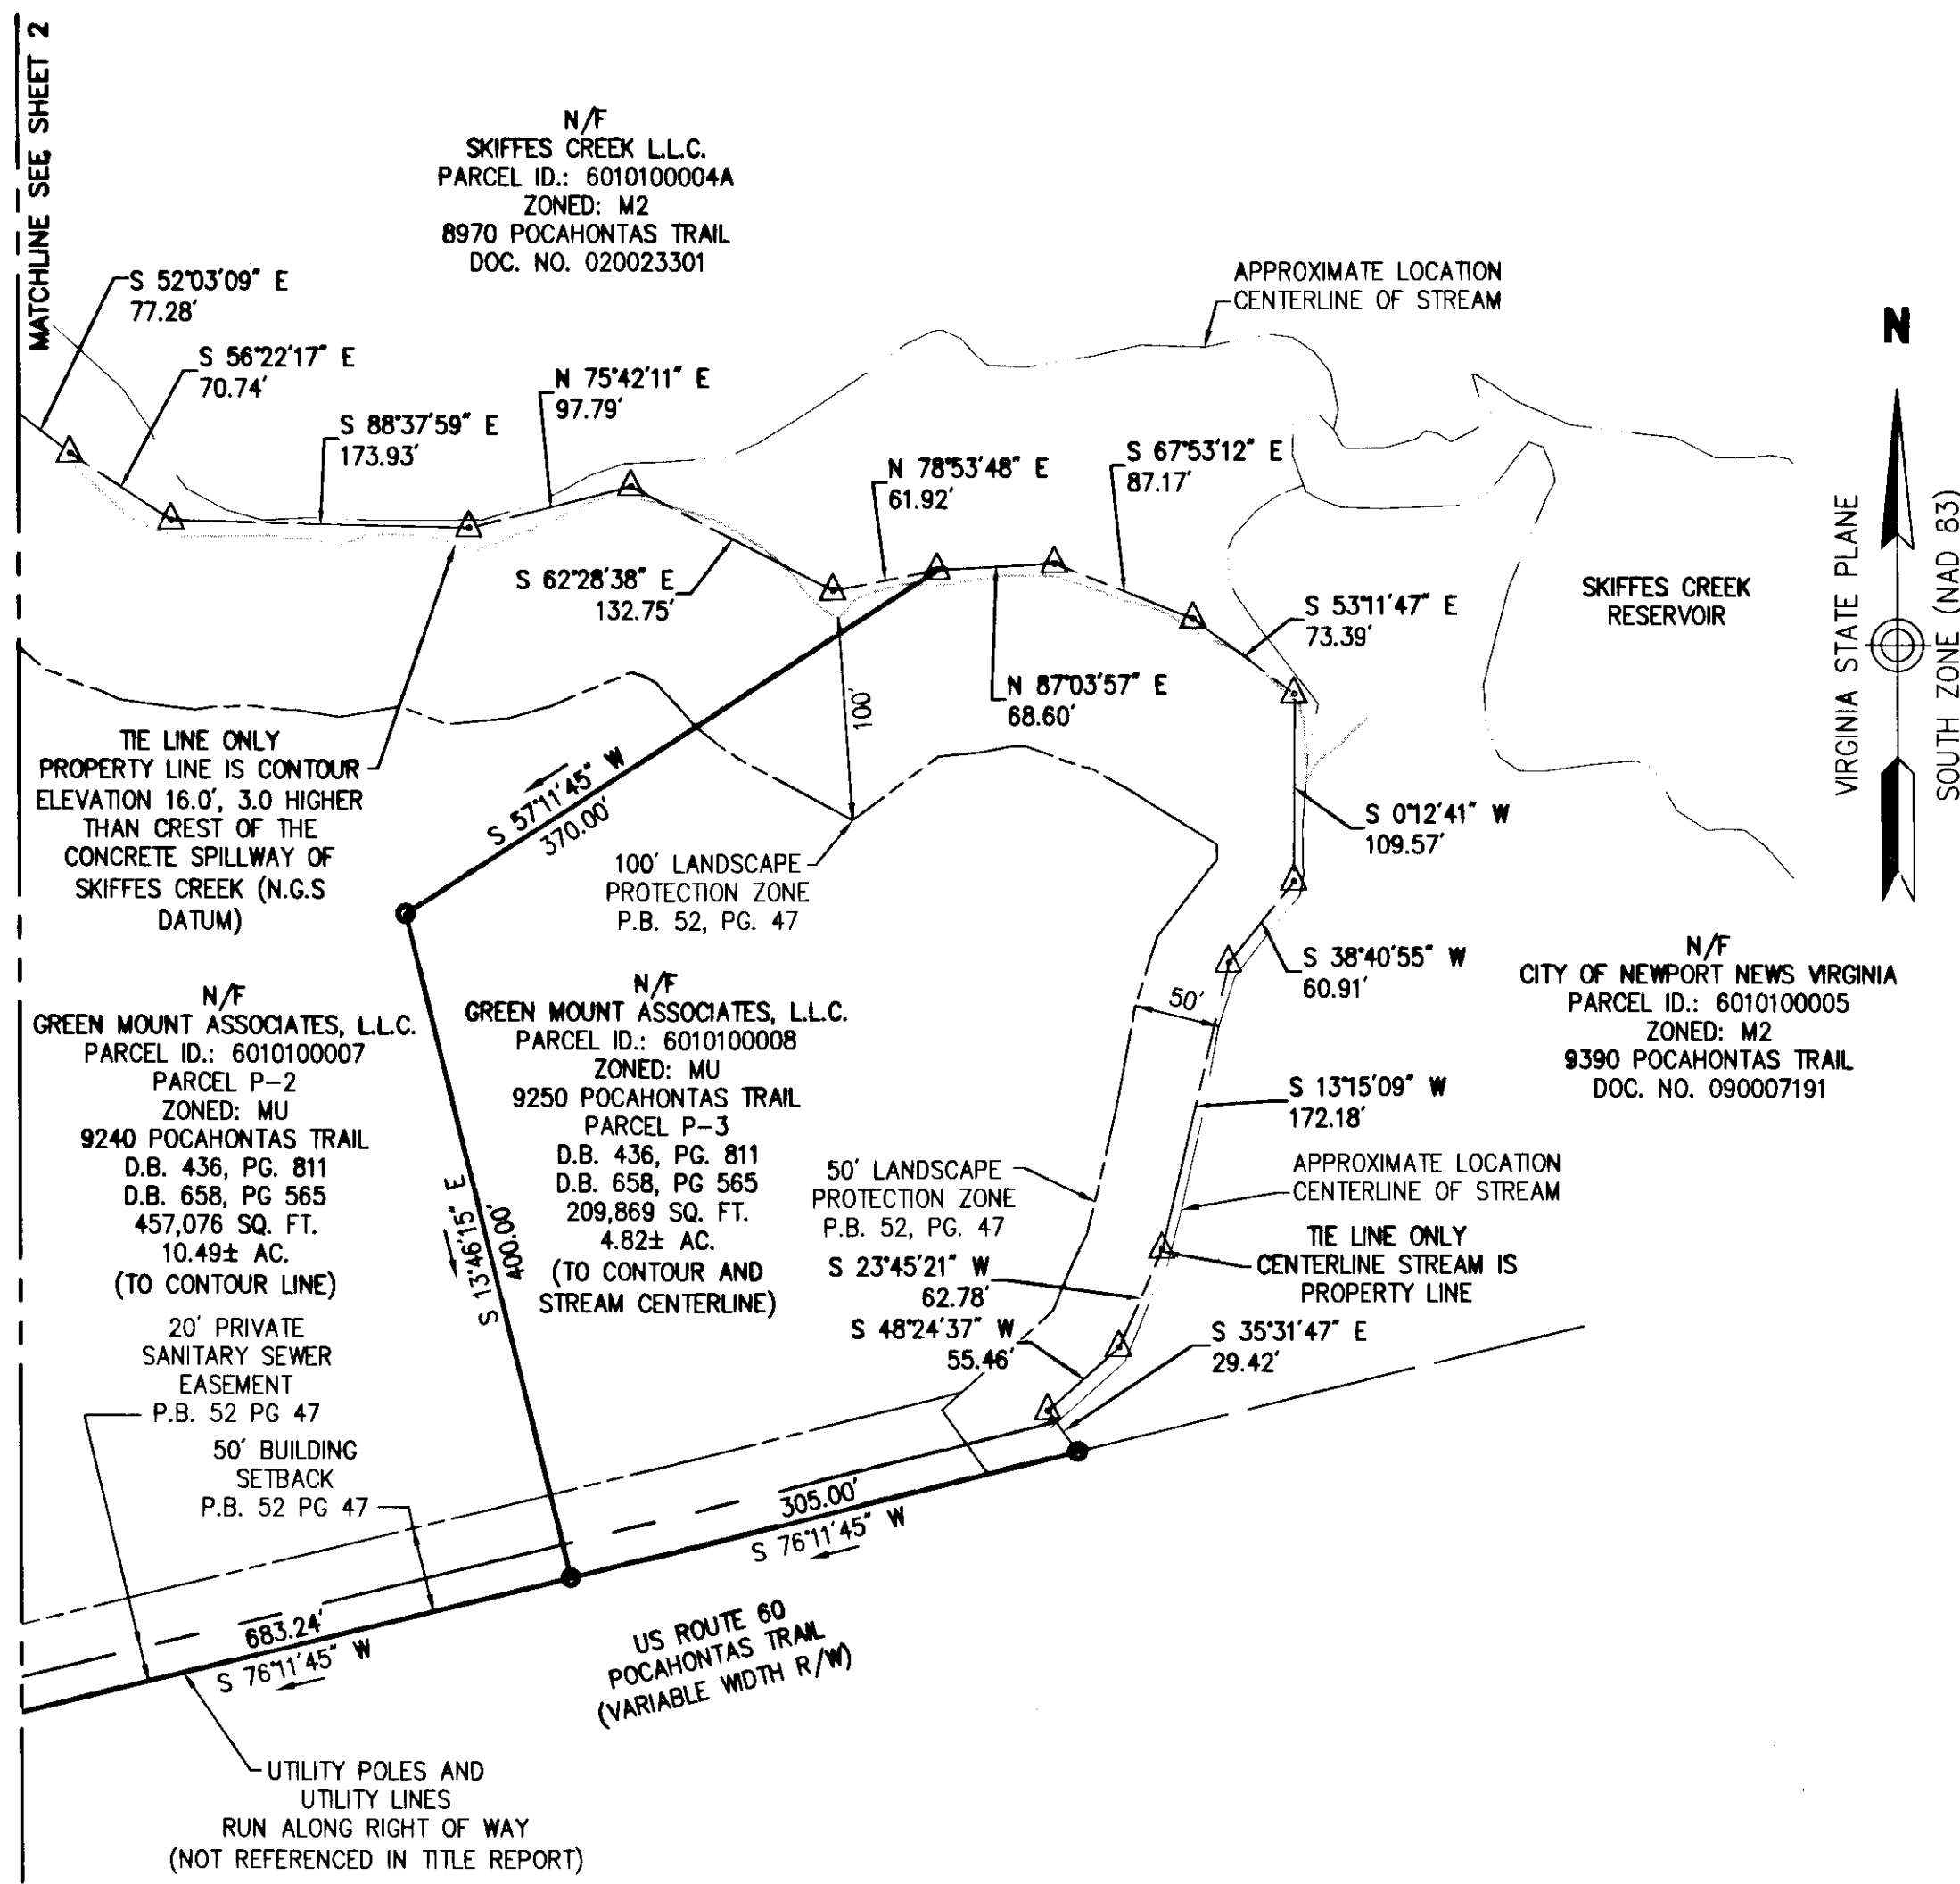 MATCHLINE SEE SHEET 2
N/F
SKIFFES CREEK L.L.C.
PARCEL ID.: 6010100004A
ZONED: M2
8970 POCAHONTAS TRAIL
DOC. NO. 020023301
APPROXIMATE LOCATION
CENTERLINE OF STREAM
S 52°03'09" E
77.28'
S 56°22'17" E
70.74'
S 88°37'59" E
173.93'
N 75°42'11" E
97.79'
S 62°28'38" E
132.75'
N 78°53'48" E
61.92'
N 87°03'57" E
68.60'
S 67°53'12" E
87.17'
S 53°11'47" E
73.39'
SKIFFES CREEK
RESERVOIR
N
VIRGINIA STATE PLANE
SOUTH ZONE (NAD 83)
S 0°12'41" W
109.57'
TIE LINE ONLY
PROPERTY LINE IS CONTOUR
ELEVATION 16.0', 3.0 HIGHER
THAN CREST OF THE
CONCRETE SPILLWAY OF
SKIFFES CREEK (N.G.S
DATUM)
S 57°11'45" W
370.00'
100'
100' LANDSCAPE
PROTECTION ZONE
P.B. 52, PG. 47
S 38°40'55" W
60.91'
50'
N/F
CITY OF NEWPORT NEWS VIRGINIA
PARCEL ID.: 6010100005
ZONED: M2
9390 POCAHONTAS TRAIL
DOC. NO. 090007191
N/F
GREEN MOUNT ASSOCIATES, L.L.C.
PARCEL ID.: 6010100007
PARCEL P-2
ZONED: MU
9240 POCAHONTAS TRAIL
D.B. 436, PG. 811
D.B. 658, PG 565
457,076 SQ. FT.
10.49± AC.
(TO CONTOUR LINE)
N/F
GREEN MOUNT ASSOCIATES, L.L.C.
PARCEL ID.: 6010100008
ZONED: MU
9250 POCAHONTAS TRAIL
PARCEL P-3
D.B. 436, PG. 811
D.B. 658, PG 565
209,869 SQ. FT.
4.82± AC.
(TO CONTOUR AND
STREAM CENTERLINE)
S 13°46'15" E
400.00'
S 13°15'09" W
172.18'
APPROXIMATE LOCATION
CENTERLINE OF STREAM
50' LANDSCAPE
PROTECTION ZONE
P.B. 52, PG. 47
TIE LINE ONLY
CENTERLINE STREAM IS
PROPERTY LINE
S 23°45'21" W
62.78'
S 48°24'37" W
55.46'
S 35°31'47" E
29.42'
20' PRIVATE
SANITARY SEWER
EASEMENT
P.B. 52 PG 47
50' BUILDING
SETBACK
P.B. 52 PG 47
305.00'
S 76°11'45" W
683.24'
S 76°11'45" W
US ROUTE 60
POCAHONTAS TRAIL
(VARIABLE WIDTH R/W)
UTILITY POLES AND
UTILITY LINES
RUN ALONG RIGHT OF WAY
(NOT REFERENCED IN TITLE REPORT)